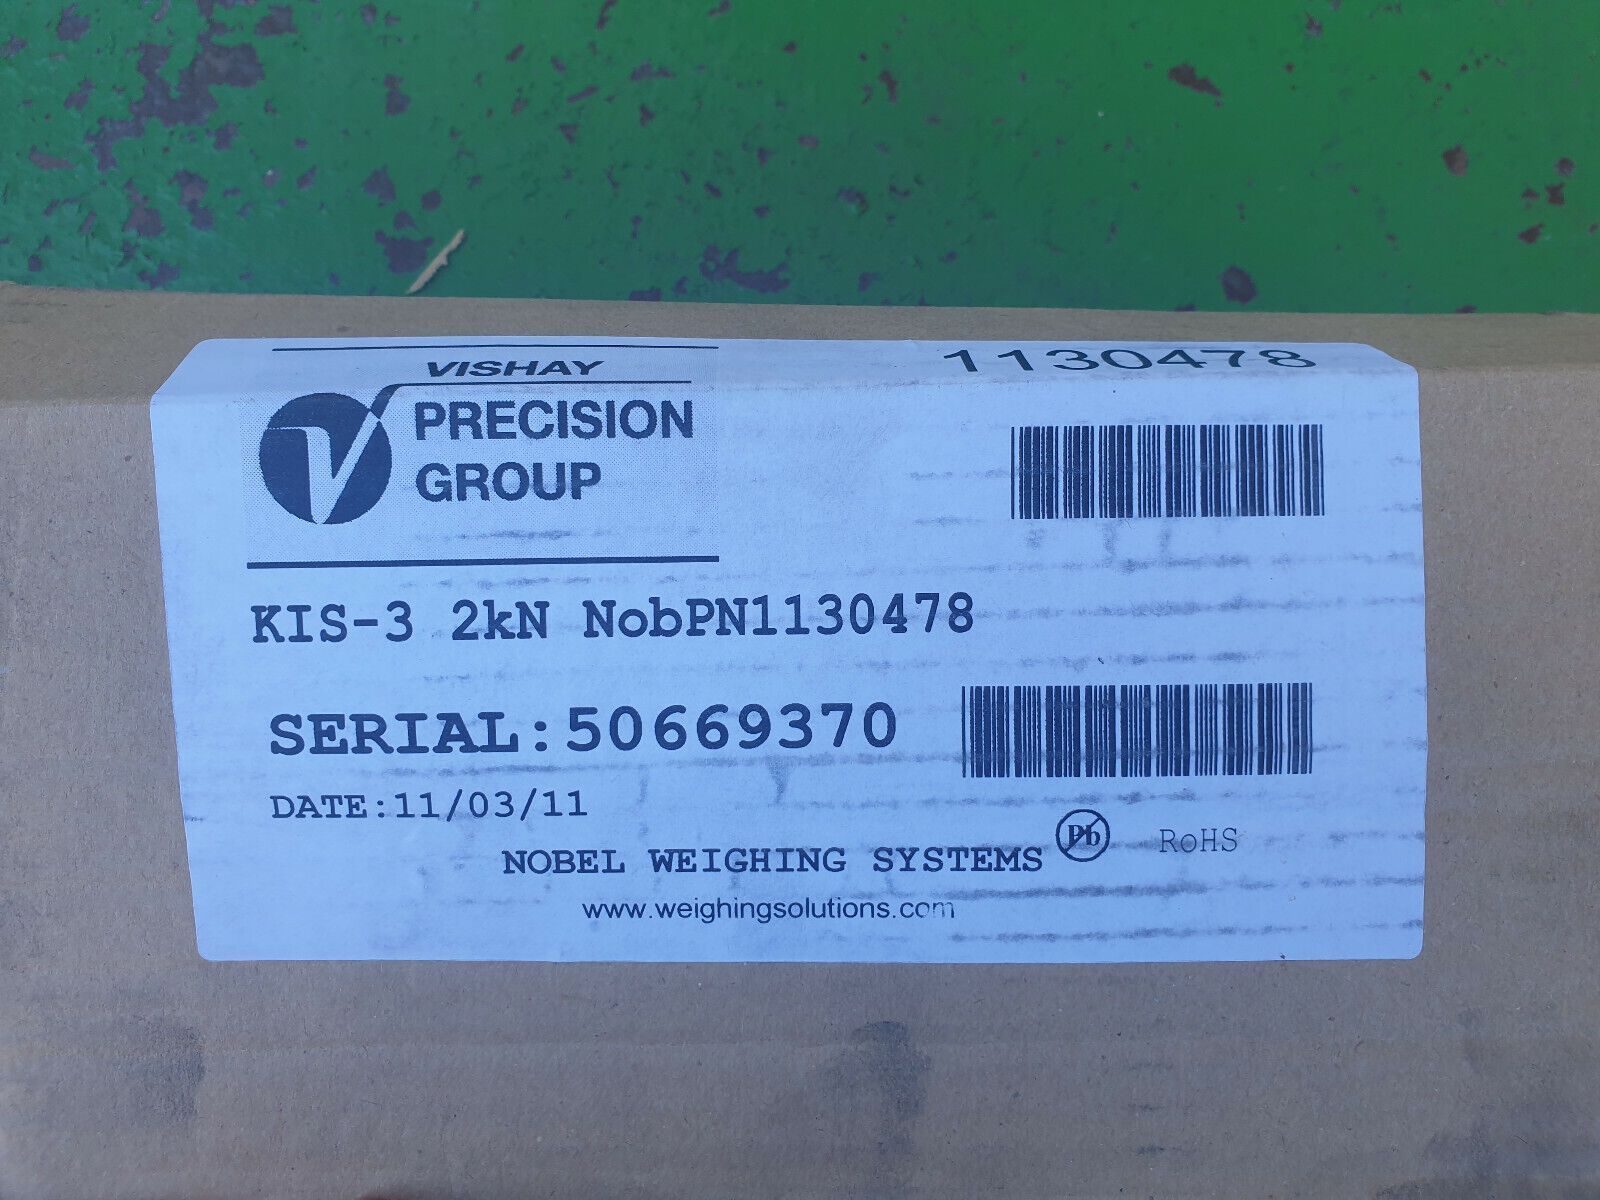 VISHAY
PRECISION
GROUP
1130478
KIS-3 2kN NobPN1130478
SERIAL:50669370
DATE:11/03/11
NOBEL WEIGHING SYSTEMS
Pb
RoHS
www.weighingsolutions.com